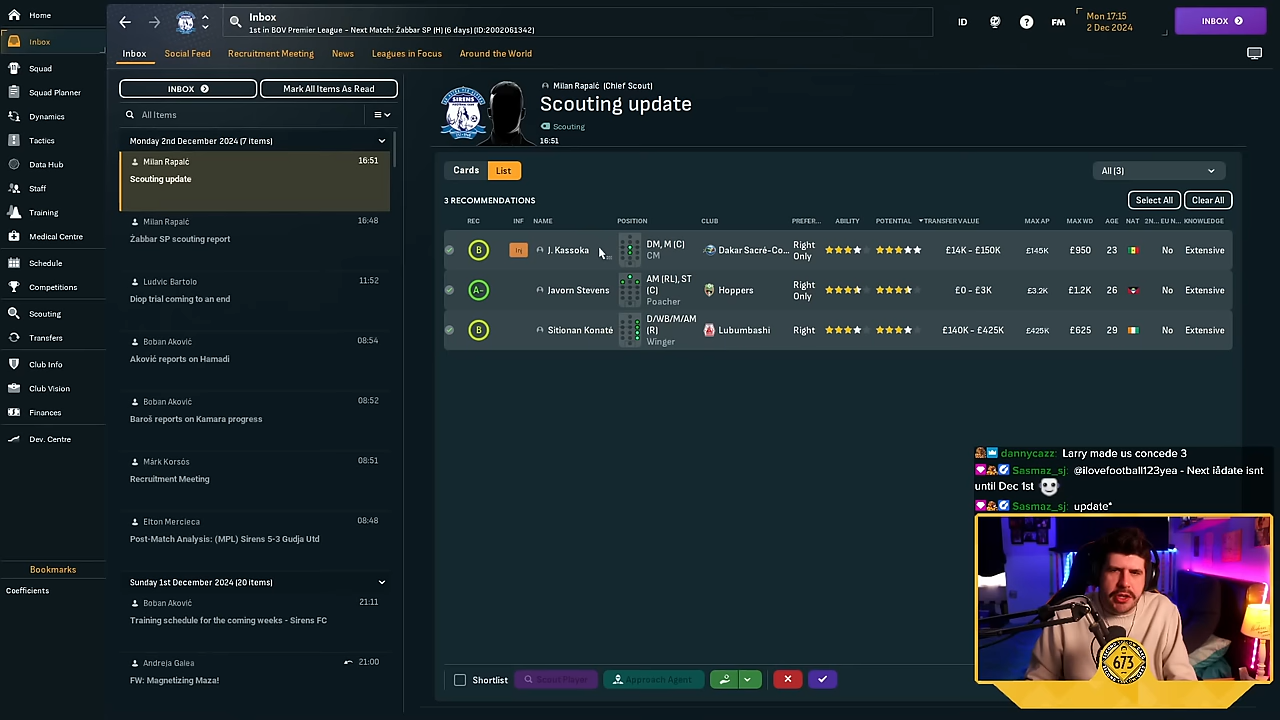 Home
Inbox
Squad
Squad Planner
Dynamics
Tactics
Data Hub
Staff
Training
Medical Centre
Schedule
Competitions
Scouting
Transfers
Club Info
Club Vision
Finances
Dev. Centre
Bookmarks
Coefficients
Inbox
1st in BOV Premier League - Next Match: Żabbar SP (H) (6 days) (ID:2002061342)
ID
FM
Mon 17:15
2 Dec 2024
INBOX
Inbox Social Feed Recruitment Meeting News Leagues in Focus Around the World
INBOX
Mark All Items As Read
All Items
Monday 2nd December 2024 (7 items)
Milan Rapaić 16:51
Scouting update
Milan Rapaić 16:48
Żabbar SP scouting report
Ludvic Bartolo 11:52
Diop trial coming to an end
Boban Aković 08:54
Aković reports on Hamadi
Boban Aković 08:52
Baroš reports on Kamara progress
Márk Korsós 08:51
Recruitment Meeting
Elton Mercieca 08:48
Post-Match Analysis: (MPL) Sirens 5-3 Gudja Utd
Sunday 1st December 2024 (20 items)
Boban Aković 21:11
Training schedule for the coming weeks - Sirens FC
Andreja Galea 21:00
FW: Magnetizing Maza!
SIRENS
Milan Rapaić (Chief Scout)
Scouting update
Scouting
16:51
Cards List
All (3)
3 RECOMMENDATIONS
Select All Clear All
REC INF NAME POSITION CLUB PREFER... ABILITY POTENTIAL TRANSFER VALUE MAX AP MAX WD AGE NAT 2N... EU N... KNOWLEDGE
B Inj J. Kassoka DM, M (C) CM Dakar Sacré-Co... Right Only £14K - £150K £145K £950 23 No Extensive
A- Javorn Stevens AM (RL), ST (C) Poacher Hoppers Right Only £0 - £3K £3.2K £1.2K 26 No Extensive
B Sitionan Konaté D/WB/M/AM (R) Winger Lubumbashi Right £140K - £425K £425K £625 29 No Extensive
dannycazz: Larry made us concede 3
Sasmaz_sj: @ilovefootball123yea - Next iådate isnt
until Dec 1st
Sasmaz_sj: update*
Shortlist
Scout Player
Approach Agent
673